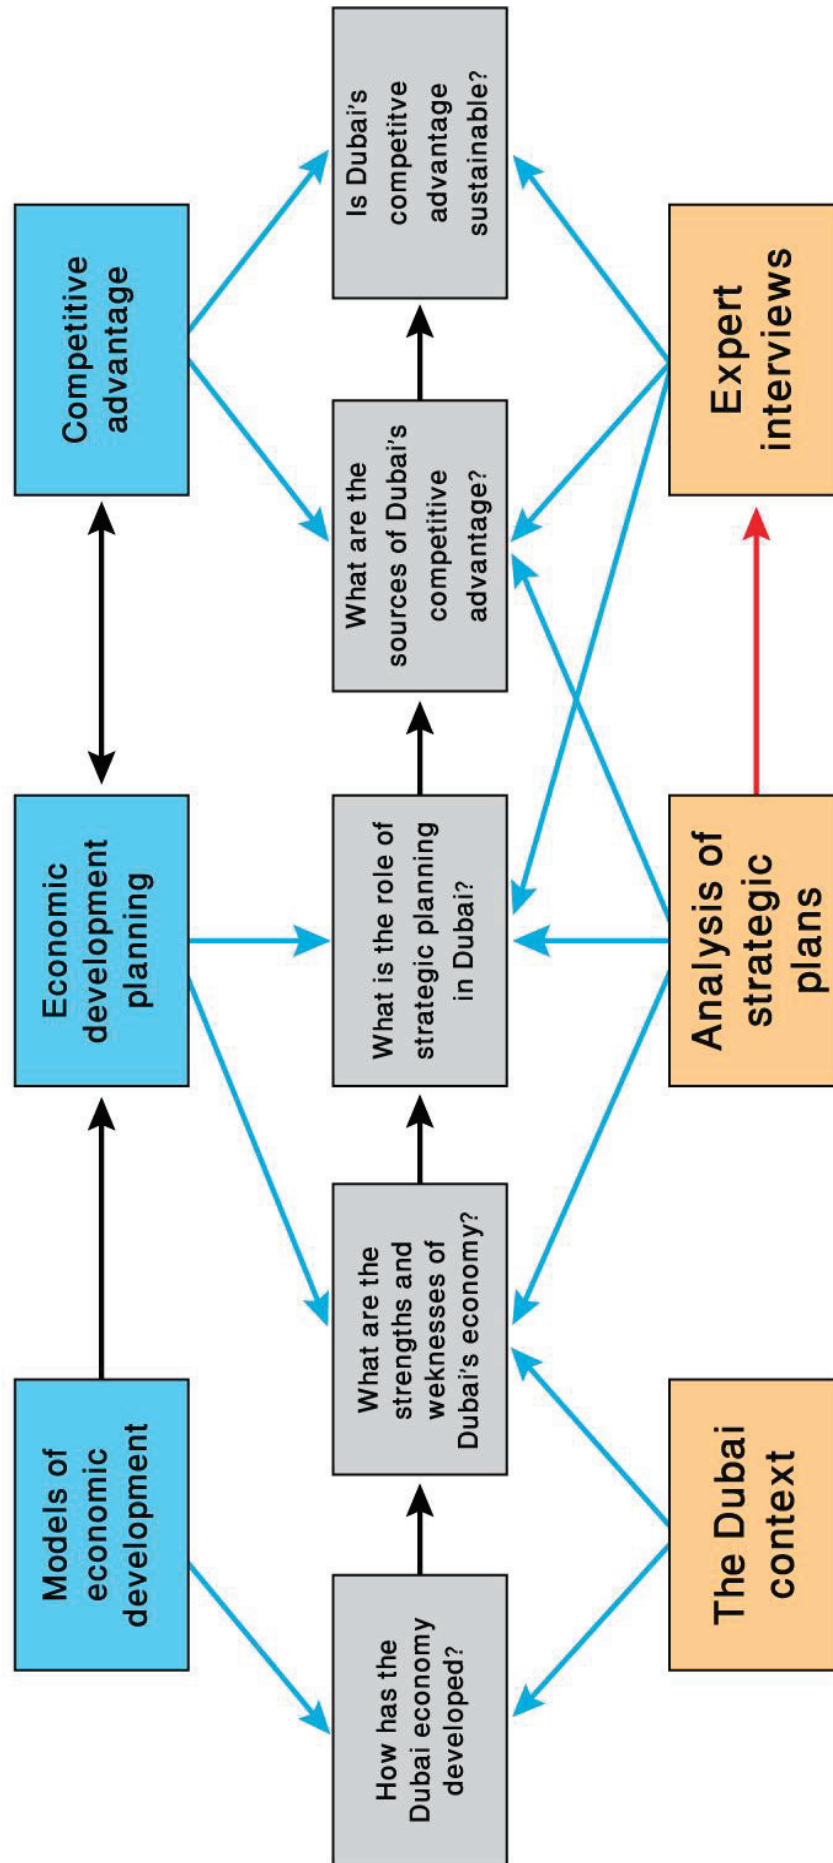 Models of
economic
development
Economic
development
planning
Competitive
advantage
How has the
Dubai economy
developed?
What are the
strengths and
weknesses of
Dubai's economy?
What is the role of
strategic planning
in Dubai?
What are the
sources of Dubai's
competitive
advantage?
Is Dubai's
competitve
advantage
sustainable?
The Dubai
context
Analysis of
strategic
plans
Expert
interviews